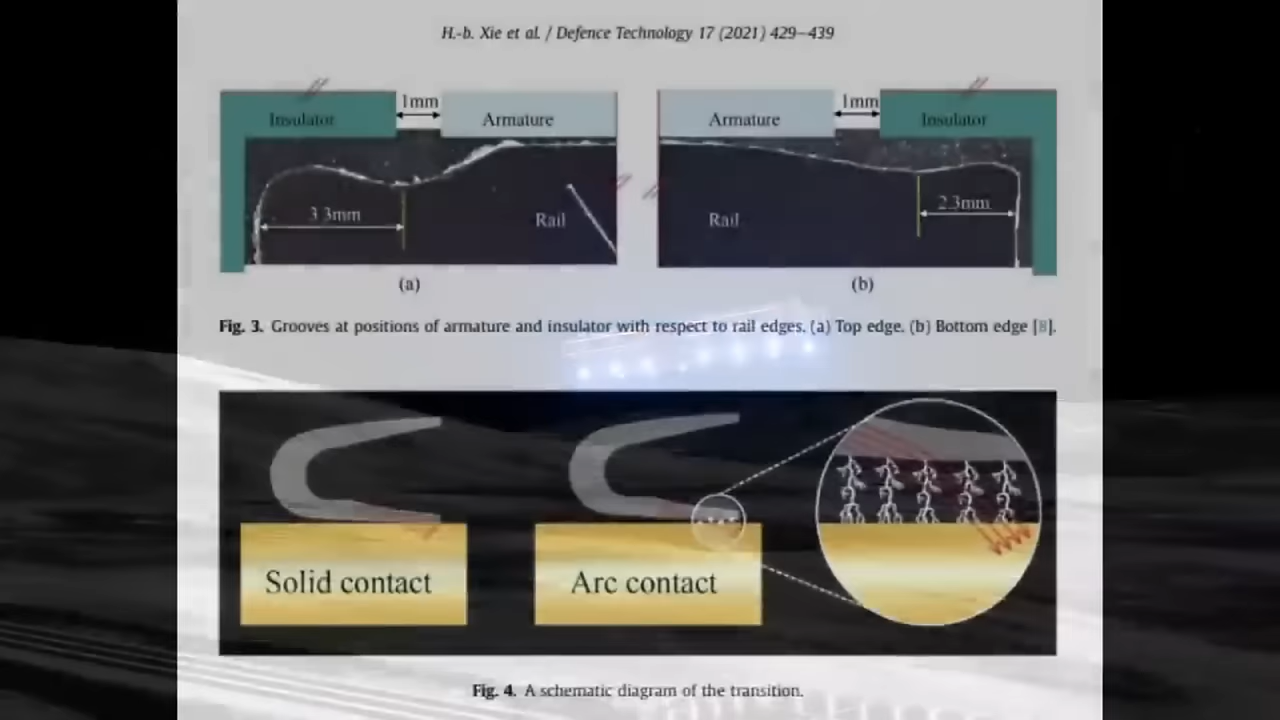 H.-b. Xie et al. / Defence Technology 17 (2021) 429–439
Insulator
1mm
Armature
3.3mm
Rail
(a)
Armature
1mm
Insulator
Rail
2.3mm
(b)
Fig. 3. Grooves at positions of armature and insulator with respect to rail edges. (a) Top edge. (b) Bottom edge [8].
Solid contact
Arc contact
Fig. 4. A schematic diagram of the transition.